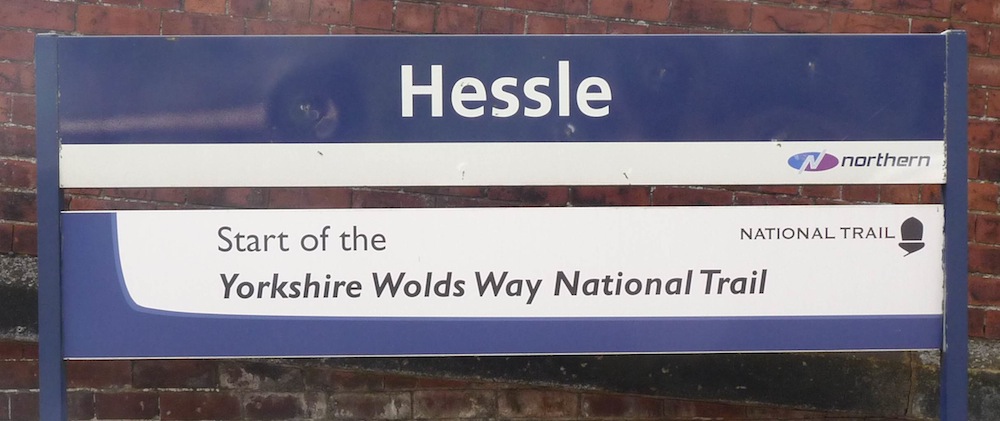 Hessle
northern
Start of the
NATIONAL TRAIL
Yorkshire Wolds Way National Trail